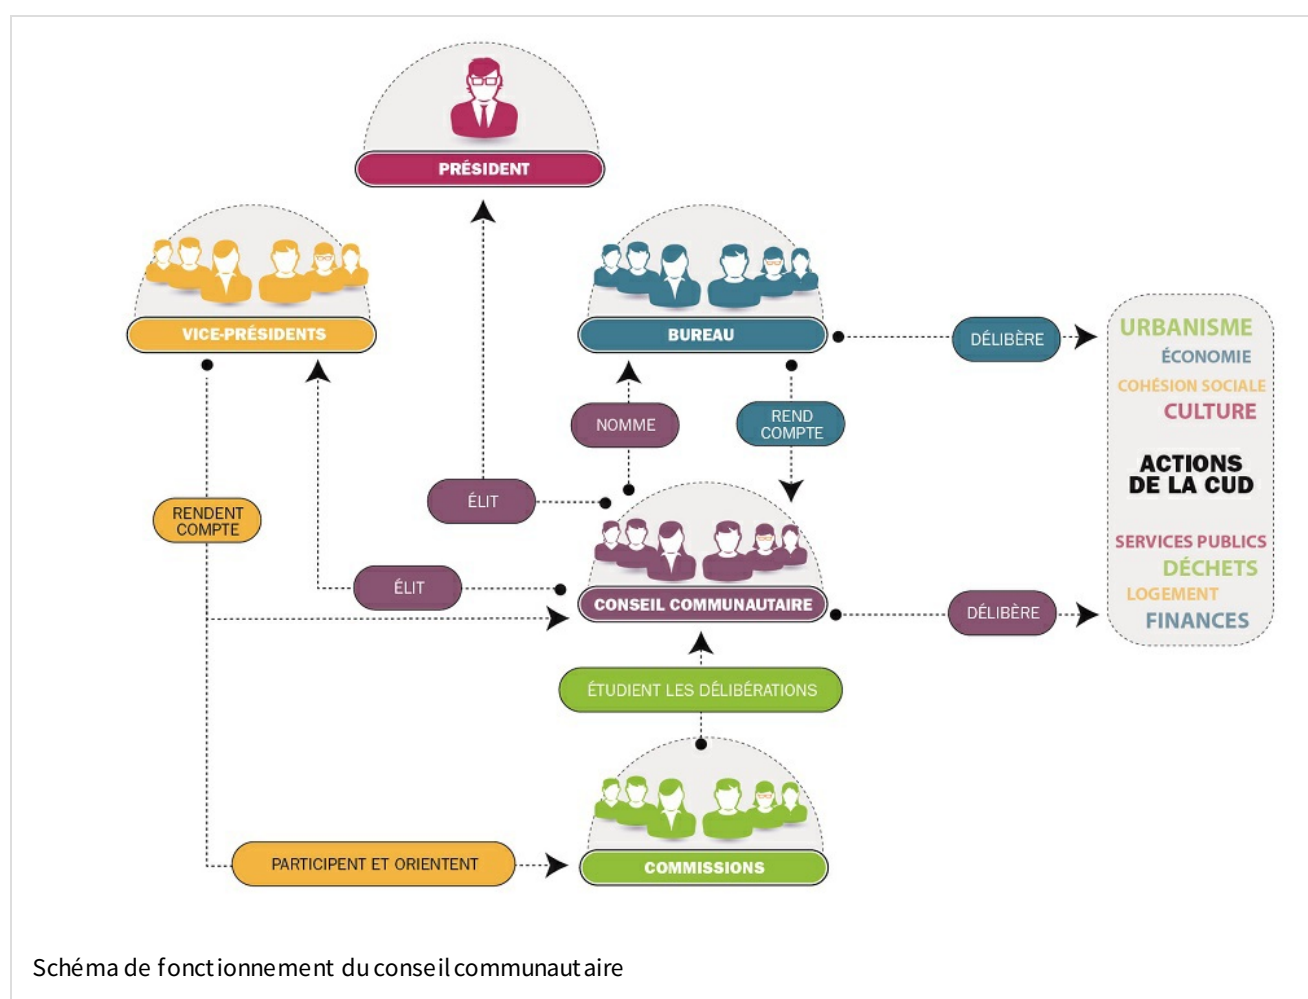 PRÉSIDENT
VICE-PRÉSIDENTS
BUREAU
DÉLIBÈRE
URBANISME
ÉCONOMIE
COHÉSION SOCIALE
CULTURE
ACTIONS
DE LA CUD
SERVICES PUBLICS
DÉCHETS
LOGEMENT
FINANCES
NOMME
REND
COMPTE
ÉLIT
RENDENT
COMPTE
ÉLIT
CONSEIL COMMUNAUTAIRE
DÉLIBÈRE
ÉTUDIENT LES DÉLIBÉRATIONS
PARTICIPENT ET ORIENTENT
COMMISSIONS
Schéma de fonctionnement du conseil communautaire